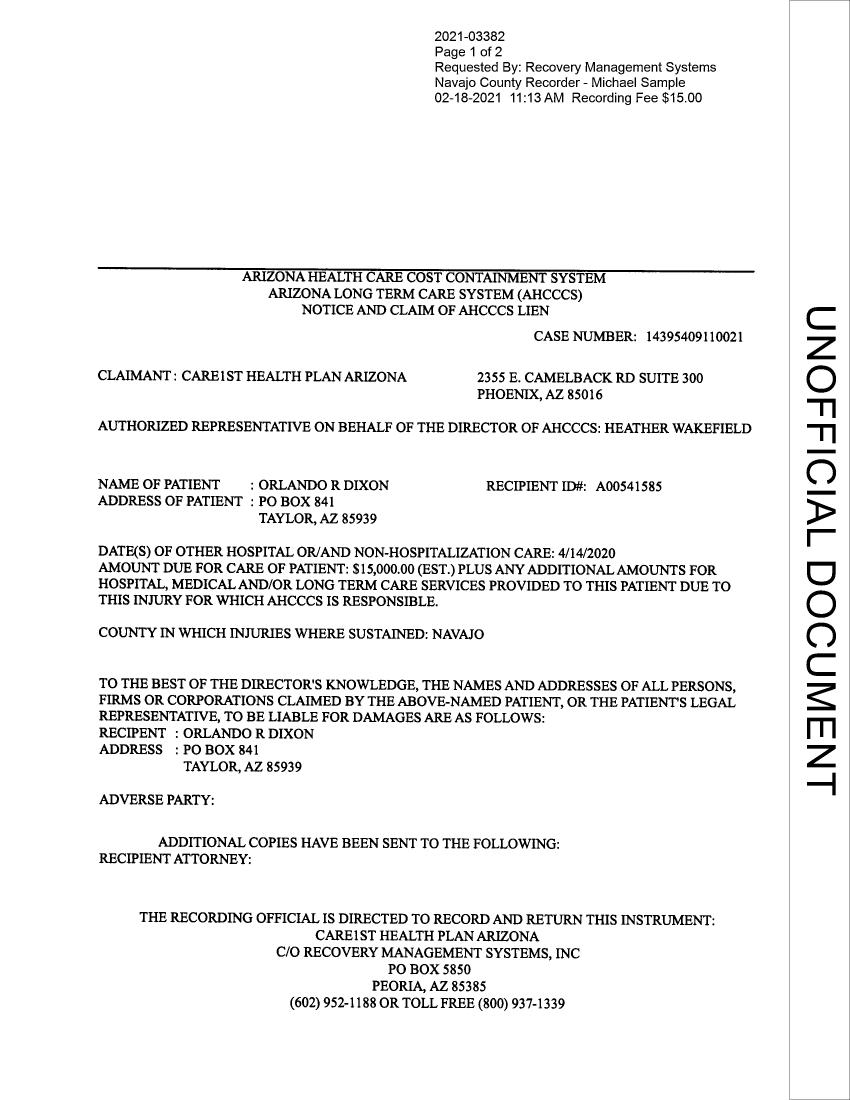 2021-03382
Page 1 of 2
Requested By: Recovery Management Systems
Navajo County Recorder - Michael Sample
02-18-2021 11:13 AM Recording Fee $15.00
ARIZONA HEALTH CARE COST CONTAINMENT SYSTEM
ARIZONA LONG TERM CARE SYSTEM (AHCCCS)
NOTICE AND CLAIM OF AHCCCS LIEN
CASE NUMBER: 14395409110021
CLAIMANT : CARE1ST HEALTH PLAN ARIZONA 2355 E. CAMELBACK RD SUITE 300
PHOENIX, AZ 85016
AUTHORIZED REPRESENTATIVE ON BEHALF OF THE DIRECTOR OF AHCCCS: HEATHER WAKEFIELD
NAME OF PATIENT : ORLANDO R DIXON RECIPIENT ID#: A00541585
ADDRESS OF PATIENT : PO BOX 841
TAYLOR, AZ 85939
DATE(S) OF OTHER HOSPITAL OR/AND NON-HOSPITALIZATION CARE: 4/14/2020
AMOUNT DUE FOR CARE OF PATIENT: $15,000.00 (EST.) PLUS ANY ADDITIONAL AMOUNTS FOR
HOSPITAL, MEDICAL AND/OR LONG TERM CARE SERVICES PROVIDED TO THIS PATIENT DUE TO
THIS INJURY FOR WHICH AHCCCS IS RESPONSIBLE.
COUNTY IN WHICH INJURIES WHERE SUSTAINED: NAVAJO
TO THE BEST OF THE DIRECTOR'S KNOWLEDGE, THE NAMES AND ADDRESSES OF ALL PERSONS,
FIRMS OR CORPORATIONS CLAIMED BY THE ABOVE-NAMED PATIENT, OR THE PATIENT'S LEGAL
REPRESENTATIVE, TO BE LIABLE FOR DAMAGES ARE AS FOLLOWS:
RECIPENT : ORLANDO R DIXON
ADDRESS : PO BOX 841
TAYLOR, AZ 85939
ADVERSE PARTY:
ADDITIONAL COPIES HAVE BEEN SENT TO THE FOLLOWING:
RECIPIENT ATTORNEY:
THE RECORDING OFFICIAL IS DIRECTED TO RECORD AND RETURN THIS INSTRUMENT:
CARE1ST HEALTH PLAN ARIZONA
C/O RECOVERY MANAGEMENT SYSTEMS, INC
PO BOX 5850
PEORIA, AZ 85385
(602) 952-1188 OR TOLL FREE (800) 937-1339
UNOFFICIAL DOCUMENT